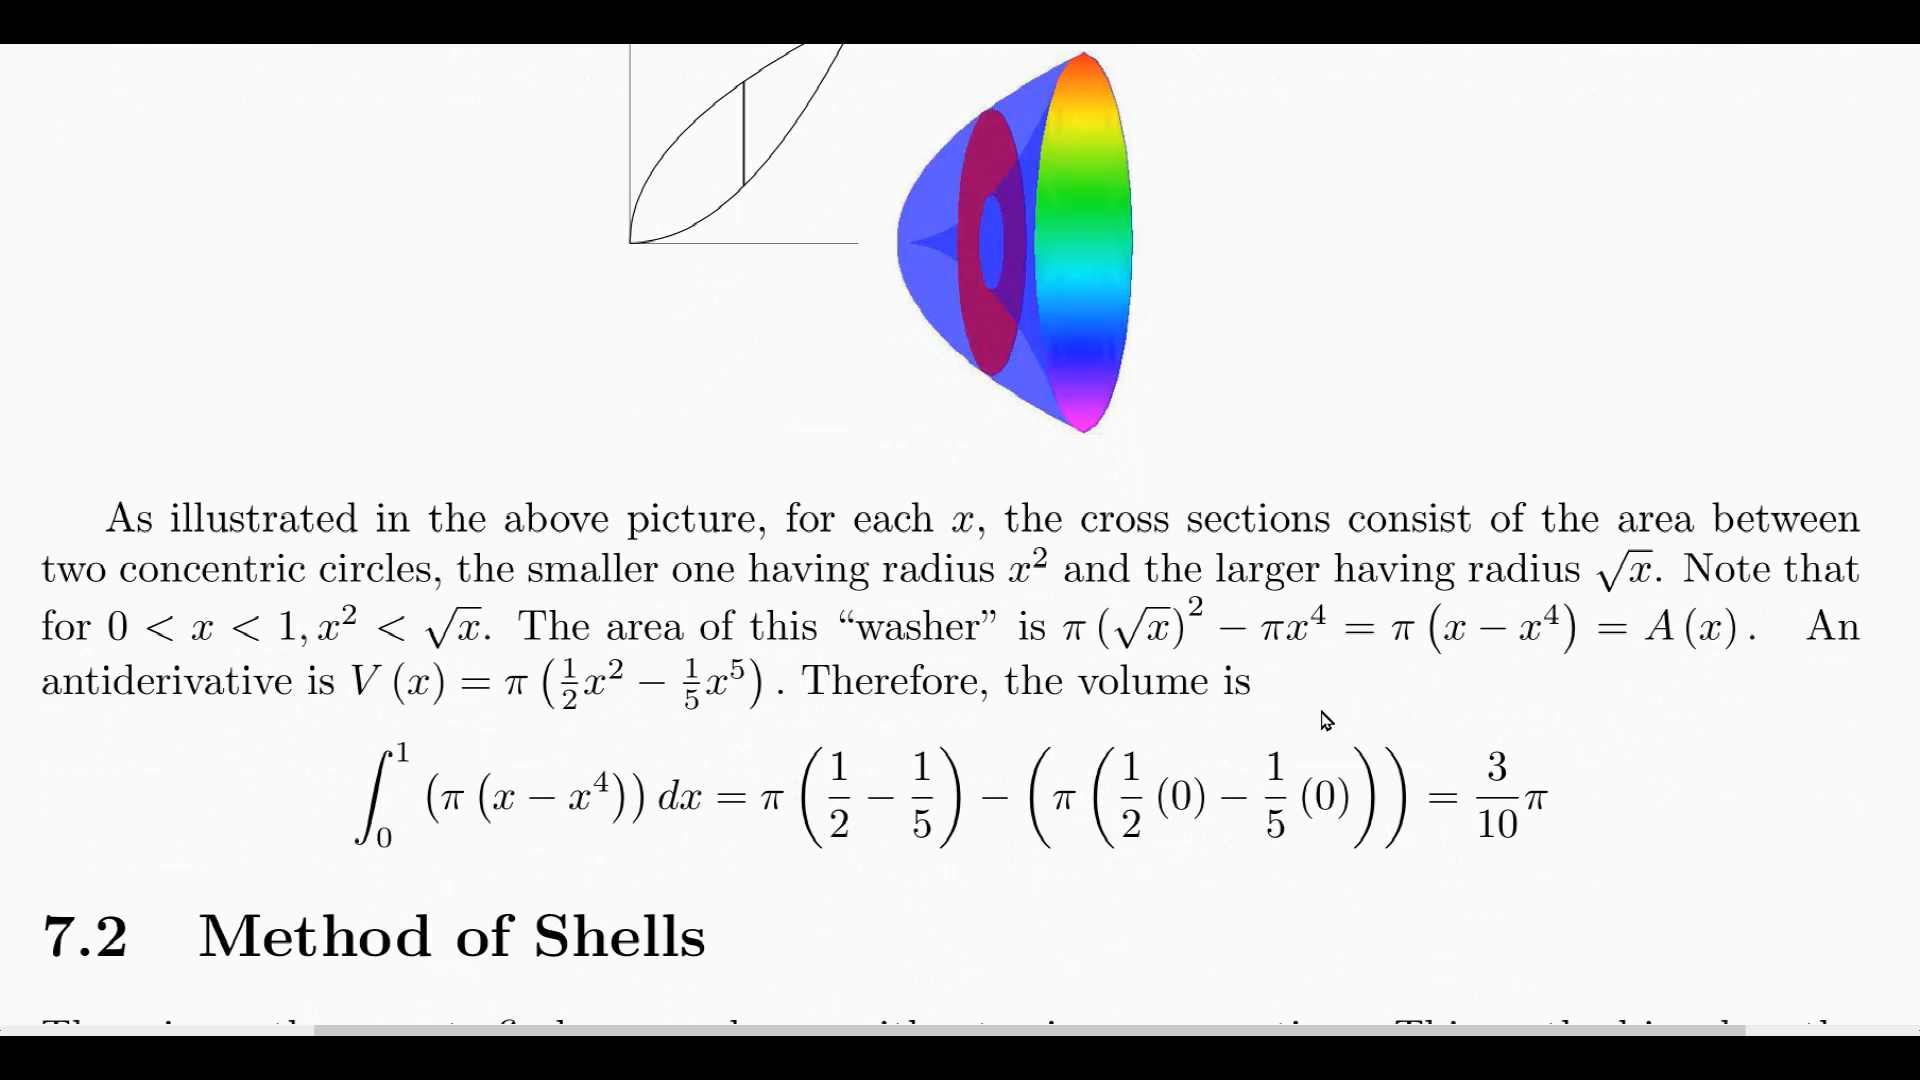 As illustrated in the above picture, for each x, the cross sections consist of the area between
two concentric circles, the smaller one having radius x² and the larger having radius √x. Note that
for 0 < x < 1, x² < √x. The area of this “washer” is π (√x)² − πx⁴ = π (x − x⁴) = A (x) . An
antiderivative is V (x) = π (½x² − ⅕x⁵) . Therefore, the volume is
∫₀¹ (π (x − x⁴)) dx = π (1/2 − 1/5) − (π (1/2 (0) − 1/5 (0))) = 3/10 π
7.2 Method of Shells